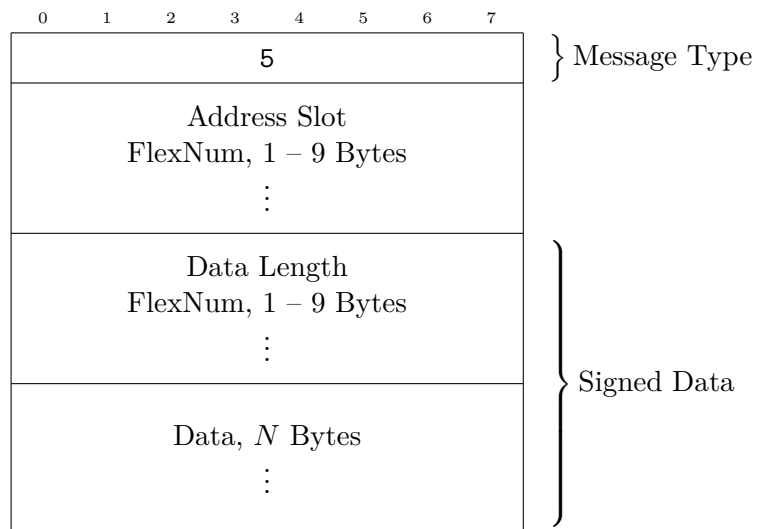 0 1 2 3 4 5 6 7
5
Message Type
Address Slot
FlexNum, 1 – 9 Bytes
⋮
Data Length
FlexNum, 1 – 9 Bytes
⋮
Signed Data
Data, N Bytes
⋮